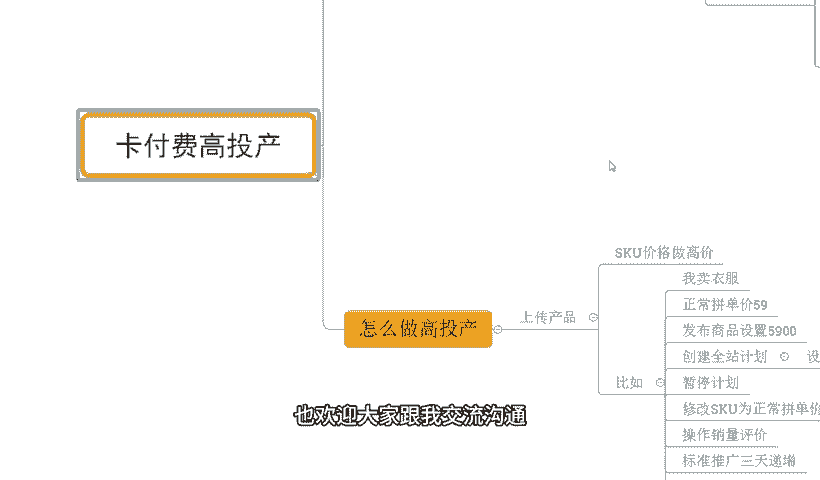 卡付费高投产
怎么做高投产
上传产品
SKU价格做高价
比如
我卖衣服
正常拼单价59
发布商品设置5900
创建全站计划
设
暂停计划
修改SKU为正常拼单价
操作销量评价
标准推广三天递增
也欢迎大家跟我交流沟通